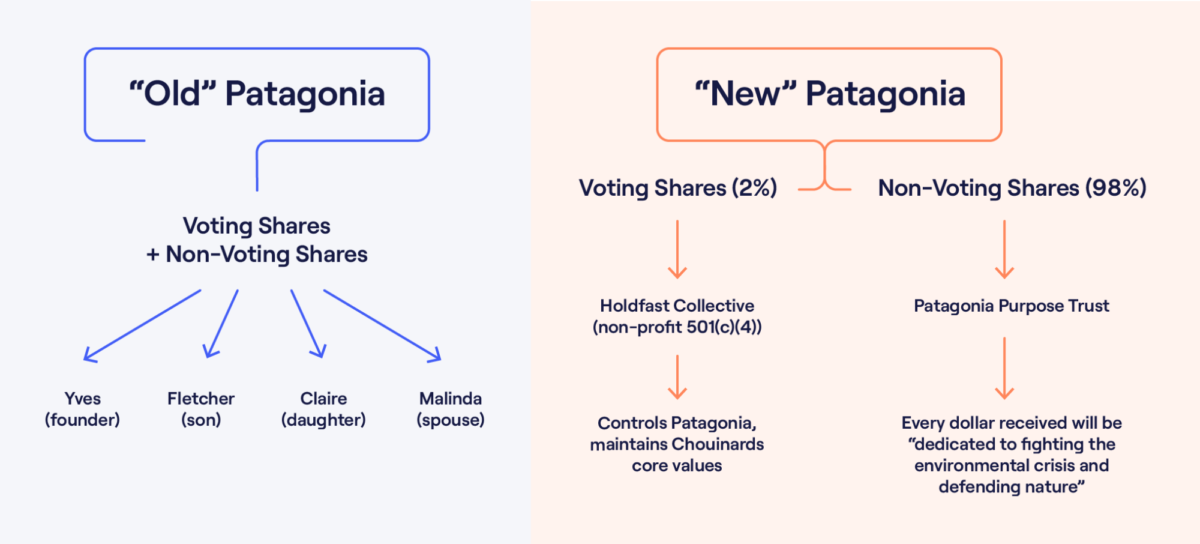 “Old” Patagonia
Voting Shares
+ Non-Voting Shares
Yves
(founder)
Fletcher
(son)
Claire
(daughter)
Malinda
(spouse)
“New” Patagonia
Voting Shares (2%)
Non-Voting Shares (98%)
Holdfast Collective
(non-profit 501(c)(4))
Patagonia Purpose Trust
Controls Patagonia,
maintains Chouinards
core values
Every dollar received will be
“dedicated to fighting the
environmental crisis and
defending nature”